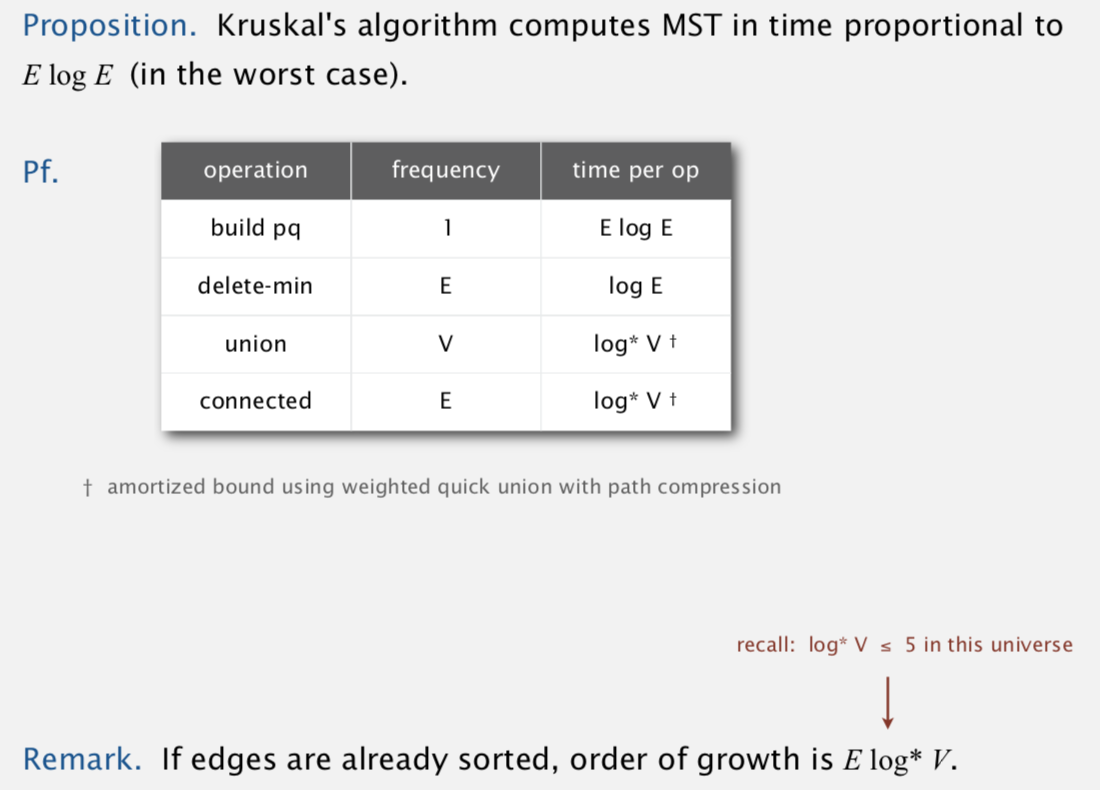 Proposition. Kruskal's algorithm computes MST in time proportional to
E log E (in the worst case).
Pf.
operation frequency time per op
build pq 1 E log E
delete-min E log E
union V log* V †
connected E log* V †
† amortized bound using weighted quick union with path compression
recall: log* V ≤ 5 in this universe
Remark. If edges are already sorted, order of growth is E log* V.